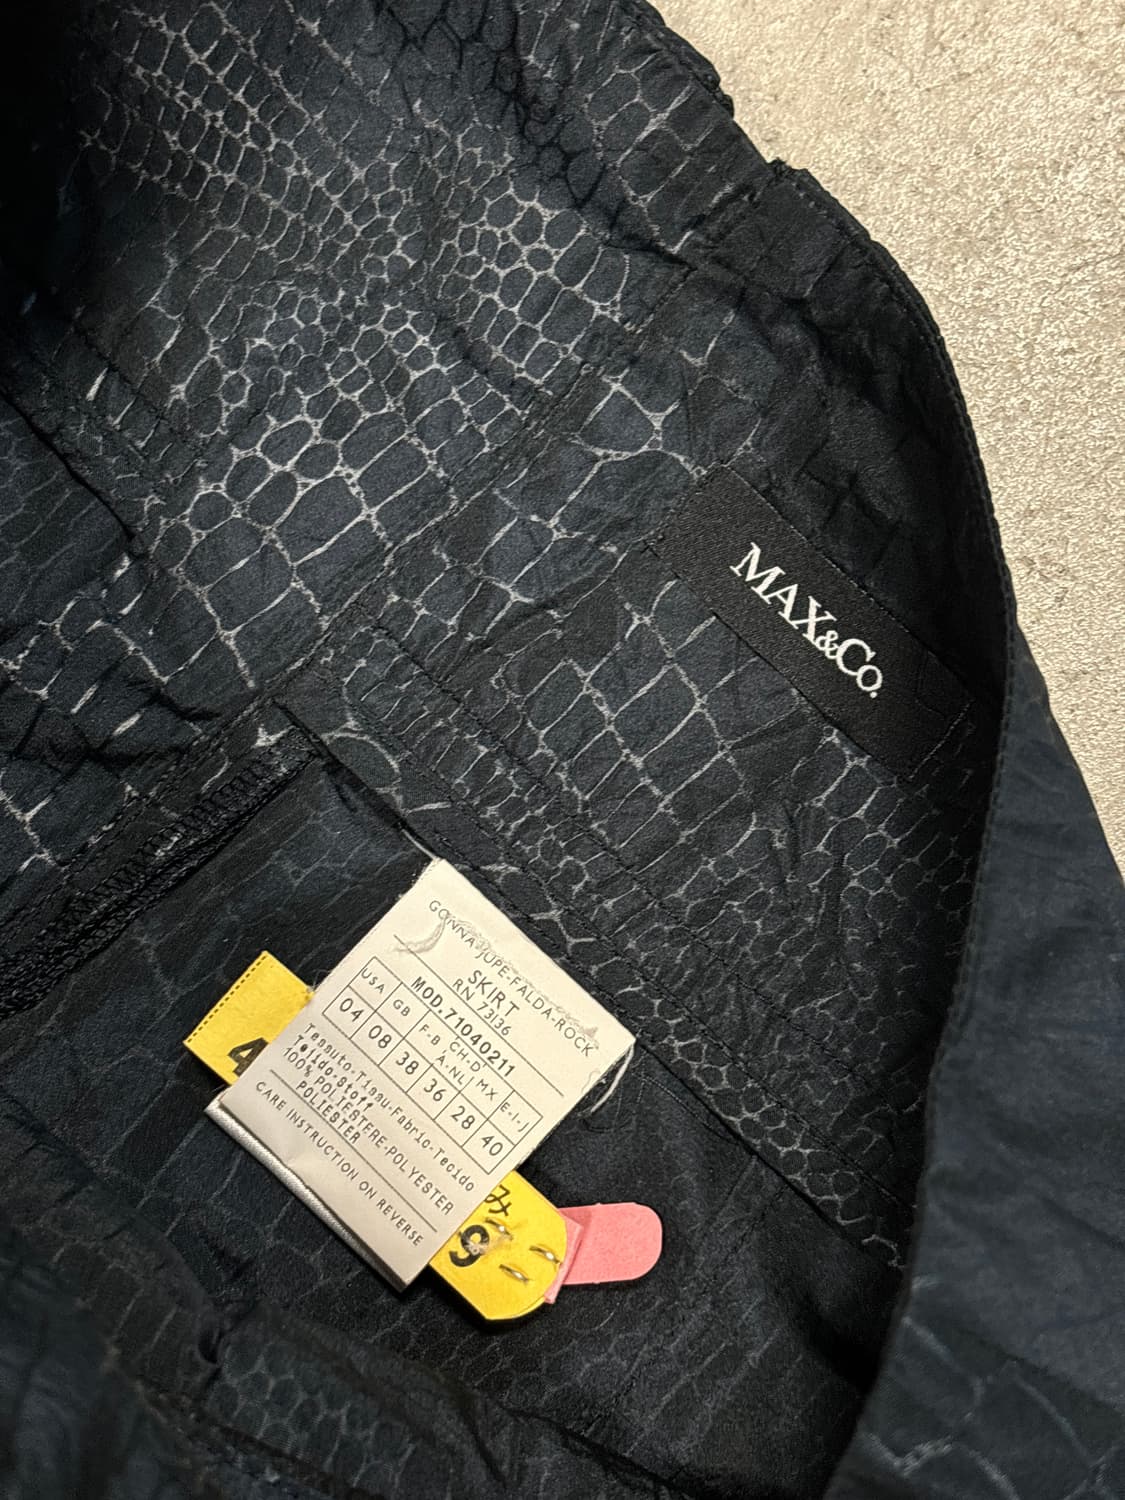 MAX&Co.
GONNA-JUPE-FALDA-ROCK
SKIRT
RN 73136
MOD.71040211
USA GB F-B CH-D A-NL MX E-I-J
04 08 38 36 28 40
Tessuto-Tissu-Fabric-Tecido
Tejido-Stoff
100% POLIESTERE-POLYESTER
POLIESTER
CARE INSTRUCTION ON REVERSE
4
み
9